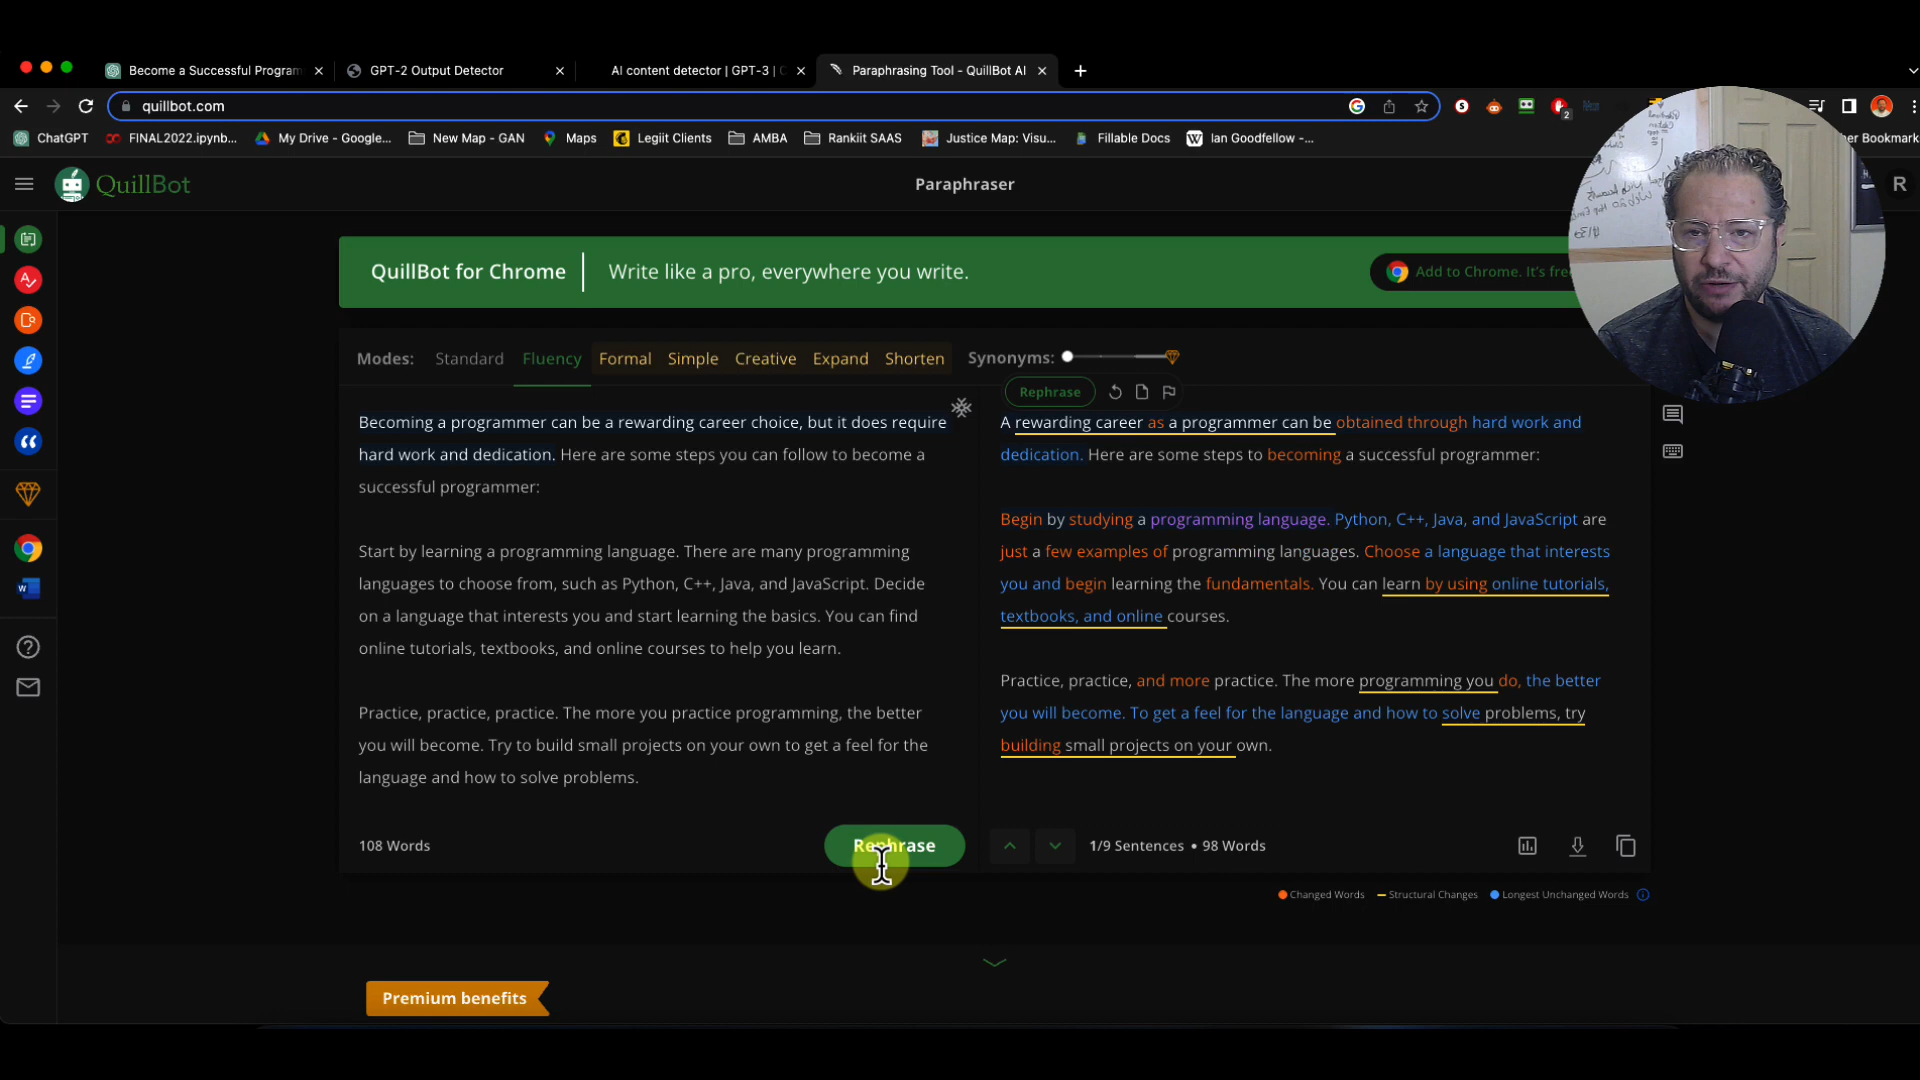 Become a Successful Program
GPT-2 Output Detector
AI content detector | GPT-3 | C
Paraphrasing Tool - QuillBot AI
quillbot.com
2
ChatGPT
FINAL2022.ipynb...
My Drive - Google...
New Map - GAN
Maps
Legiit Clients
AMBA
Rankiit SAAS
Justice Map: Visu...
Fillable Docs
Ian Goodfellow -...
her Bookmarks
QuillBot
Paraphraser
R
QuillBot for Chrome
Write like a pro, everywhere you write.
Add to Chrome. It's free
Modes:
Standard
Fluency
Formal
Simple
Creative
Expand
Shorten
Synonyms:
Becoming a programmer can be a rewarding career choice, but it does require
hard work and dedication. Here are some steps you can follow to become a
successful programmer:
Start by learning a programming language. There are many programming
languages to choose from, such as Python, C++, Java, and JavaScript. Decide
on a language that interests you and start learning the basics. You can find
online tutorials, textbooks, and online courses to help you learn.
Practice, practice, practice. The more you practice programming, the better
you will become. Try to build small projects on your own to get a feel for the
language and how to solve problems.
108 Words
Rephrase
Rephrase
A rewarding career as a programmer can be obtained through hard work and
dedication. Here are some steps to becoming a successful programmer:
Begin by studying a programming language. Python, C++, Java, and JavaScript are
just a few examples of programming languages. Choose a language that interests
you and begin learning the fundamentals. You can learn by using online tutorials,
textbooks, and online courses.
Practice, practice, and more practice. The more programming you do, the better
you will become. To get a feel for the language and how to solve problems, try
building small projects on your own.
1/9 Sentences • 98 Words
Changed Words
Structural Changes
Longest Unchanged Words
Premium benefits